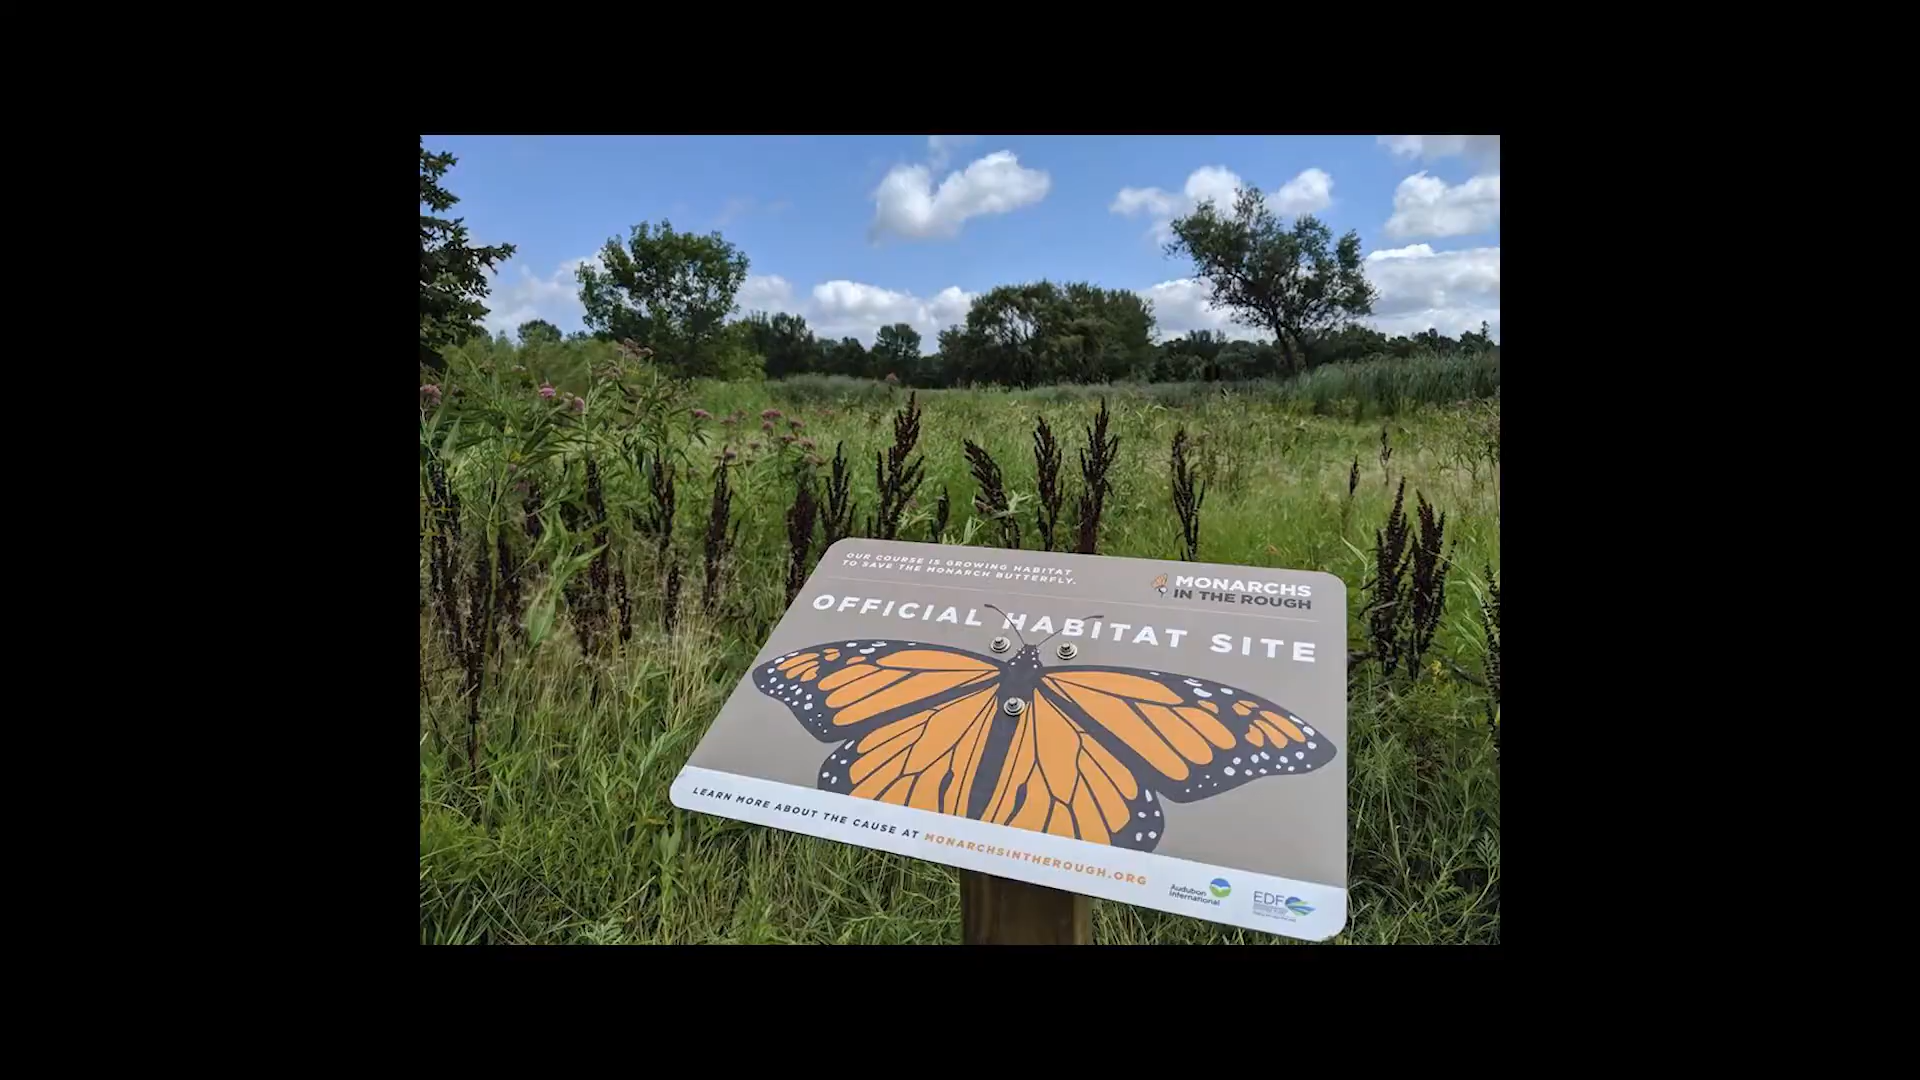 OUR COURSE IS GROWING HABITAT
TO SAVE THE MONARCH BUTTERFLY.
MONARCHS
IN THE ROUGH
OFFICIAL HABITAT SITE
LEARN MORE ABOUT THE CAUSE AT MONARCHSINTHEROUGH.ORG
Audubon
International
EDF